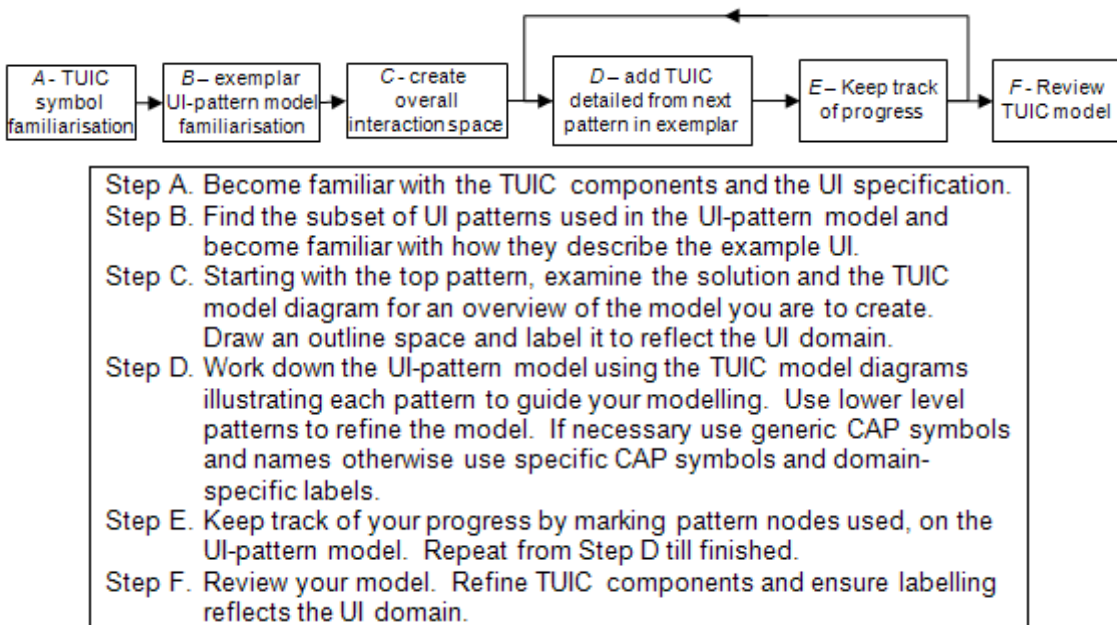 A - TUIC
symbol
familiarisation
B – exemplar
UI-pattern model
familiarisation
C - create
overall
interaction space
D – add TUIC
detailed from next
pattern in exemplar
E – Keep track
of progress
F - Review
TUIC model
Step A. Become familiar with the TUIC components and the UI specification.
Step B. Find the subset of UI patterns used in the UI-pattern model and
become familiar with how they describe the example UI.
Step C. Starting with the top pattern, examine the solution and the TUIC
model diagram for an overview of the model you are to create.
Draw an outline space and label it to reflect the UI domain.
Step D. Work down the UI-pattern model using the TUIC model diagrams
illustrating each pattern to guide your modelling. Use lower level
patterns to refine the model. If necessary use generic CAP symbols
and names otherwise use specific CAP symbols and domain-
specific labels.
Step E. Keep track of your progress by marking pattern nodes used, on the
UI-pattern model. Repeat from Step D till finished.
Step F. Review your model. Refine TUIC components and ensure labelling
reflects the UI domain.